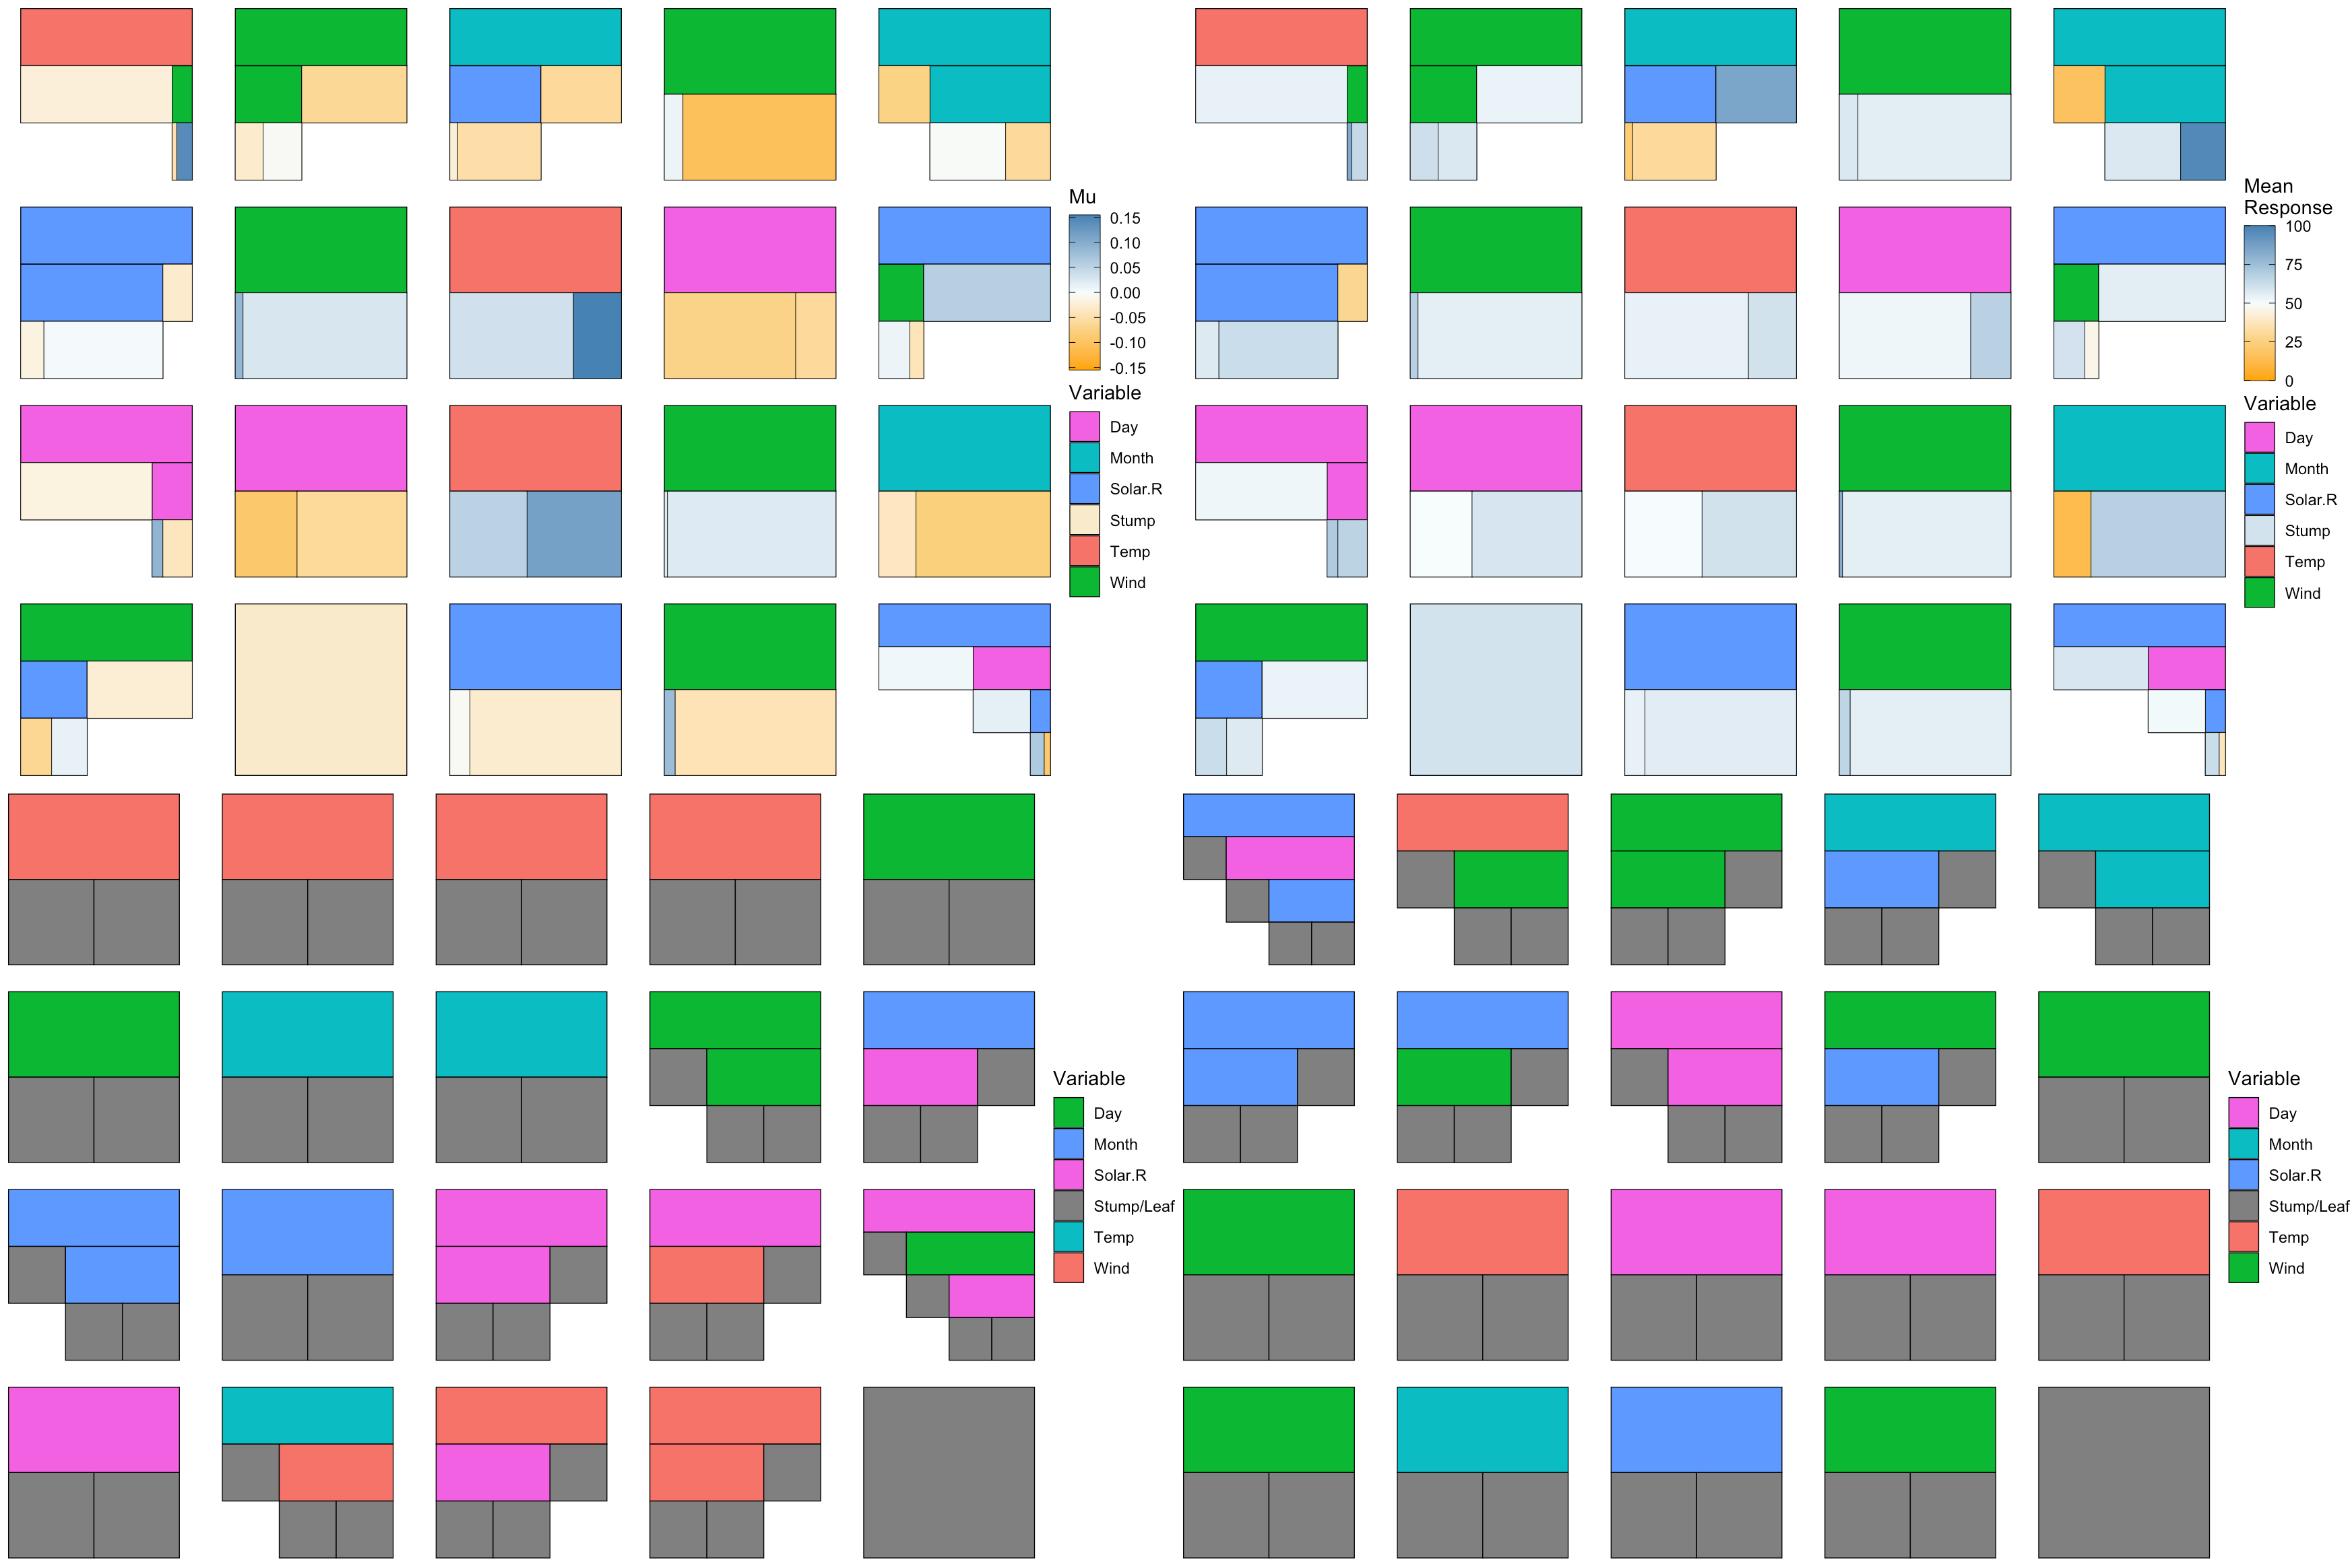 Mu
0.15
0.10
0.05
0.00
-0.05
-0.10
-0.15
Variable
Day
Month
Solar.R
Stump
Temp
Wind
Mean
Response
100
75
50
25
0
Variable
Day
Month
Solar.R
Stump
Temp
Wind
Variable
Day
Month
Solar.R
Stump/Leaf
Temp
Wind
Variable
Day
Month
Solar.R
Stump/Leaf
Temp
Wind